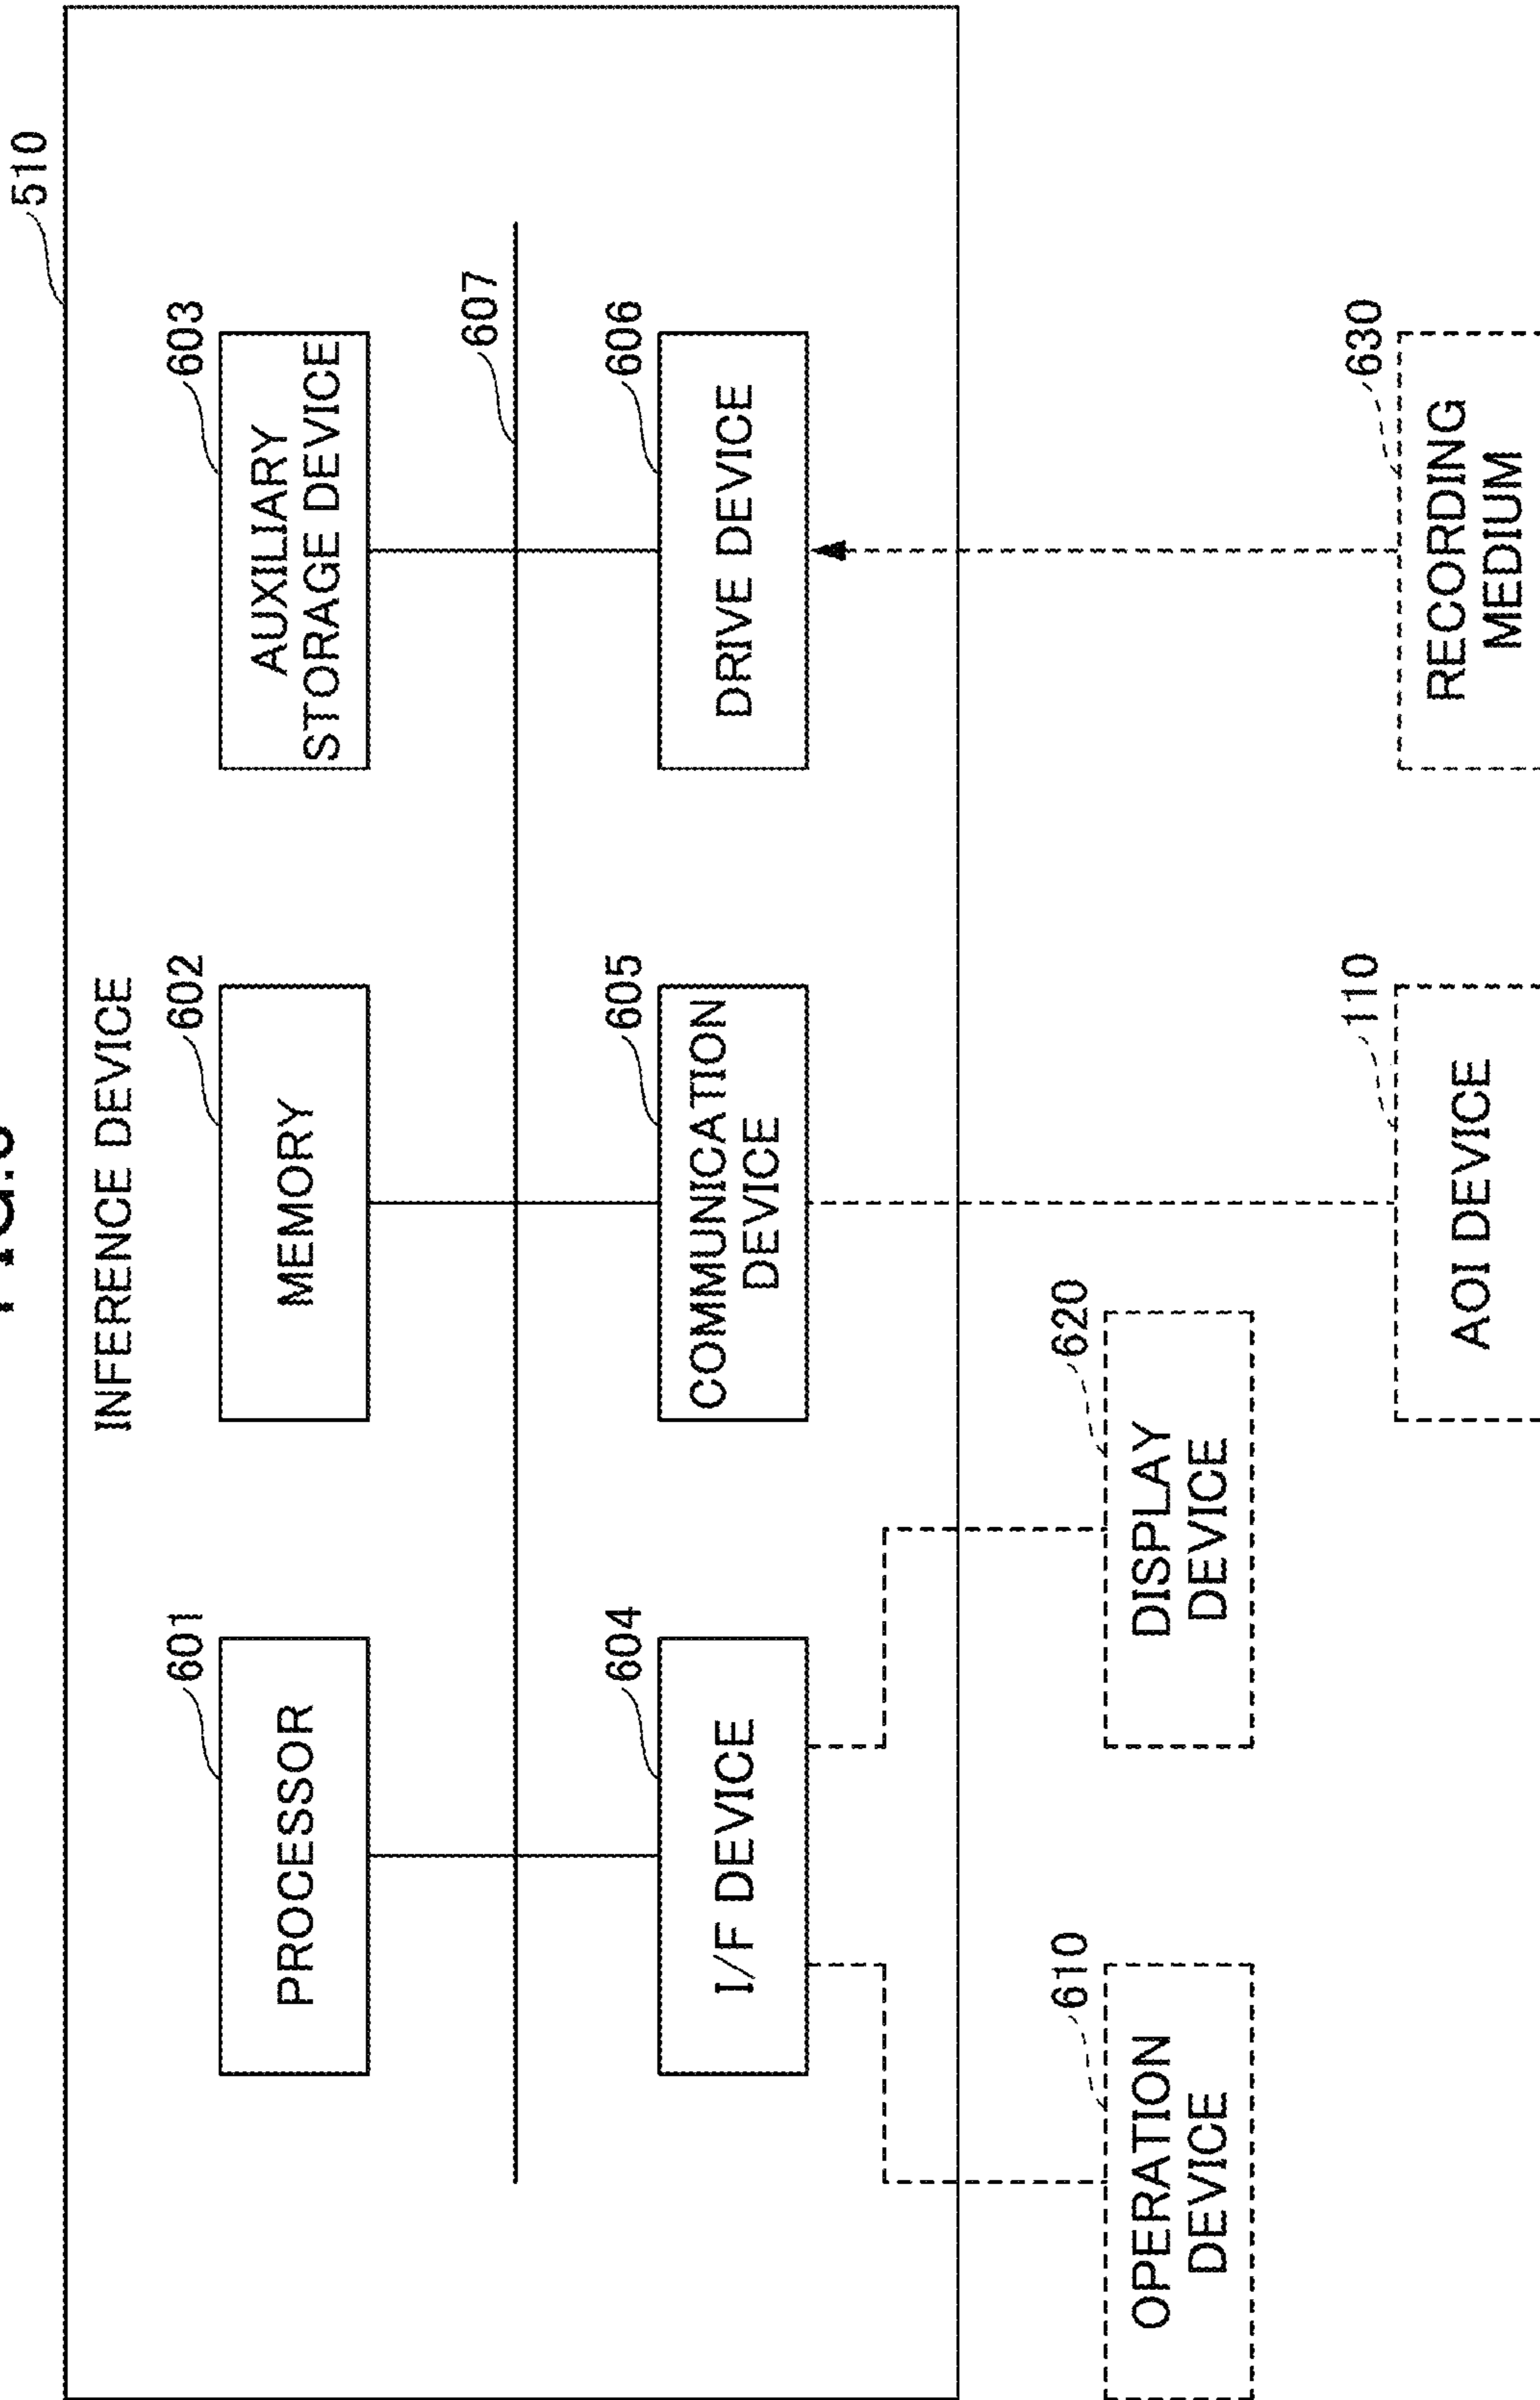 510
INFERENCE DEVICE
601
PROCESSOR
602
MEMORY
603
AUXILIARY
STORAGE DEVICE
607
604
I/F DEVICE
605
COMMUNICATION
DEVICE
606
DRIVE DEVICE
610
OPERATION
DEVICE
620
DISPLAY
DEVICE
110
AOI DEVICE
630
RECORDING
MEDIUM